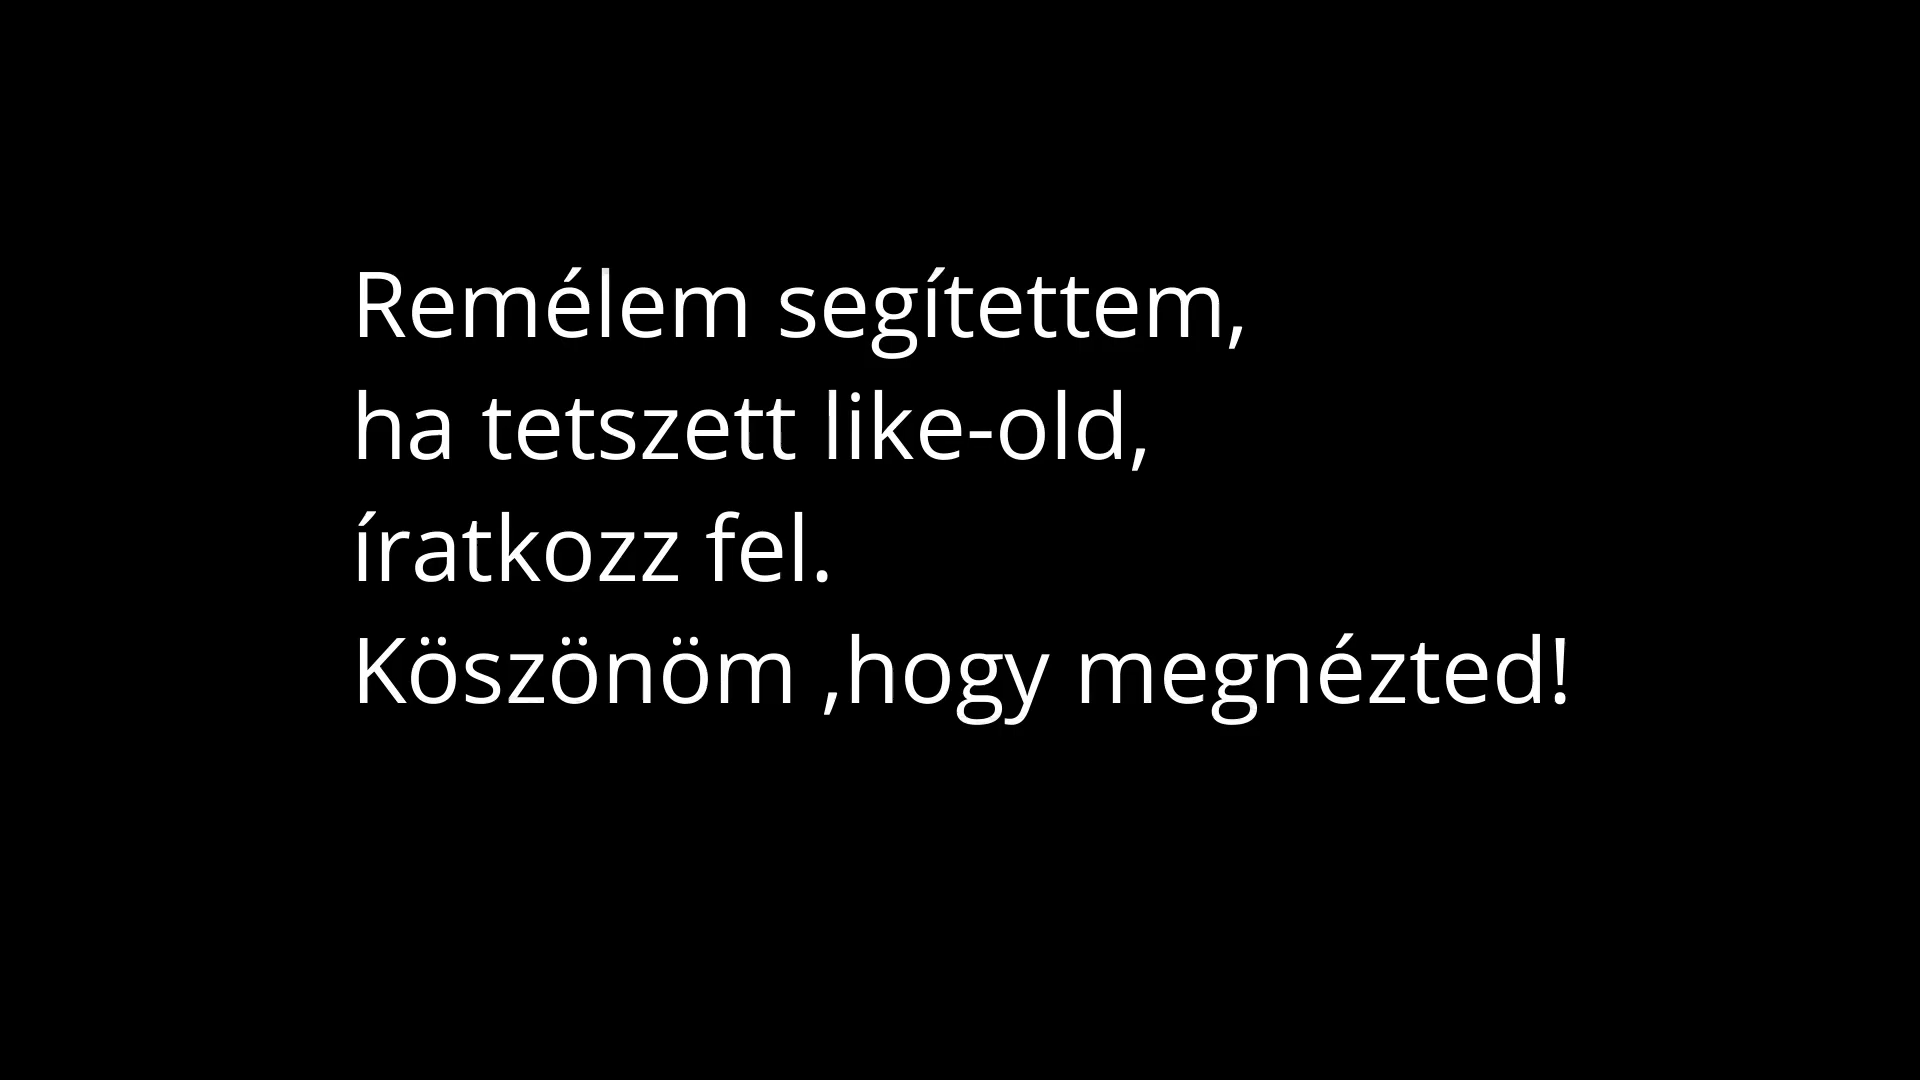 Remélem segítettem,
ha tetszett like-old,
íratkozz fel.
Köszönöm ,hogy megnézted!